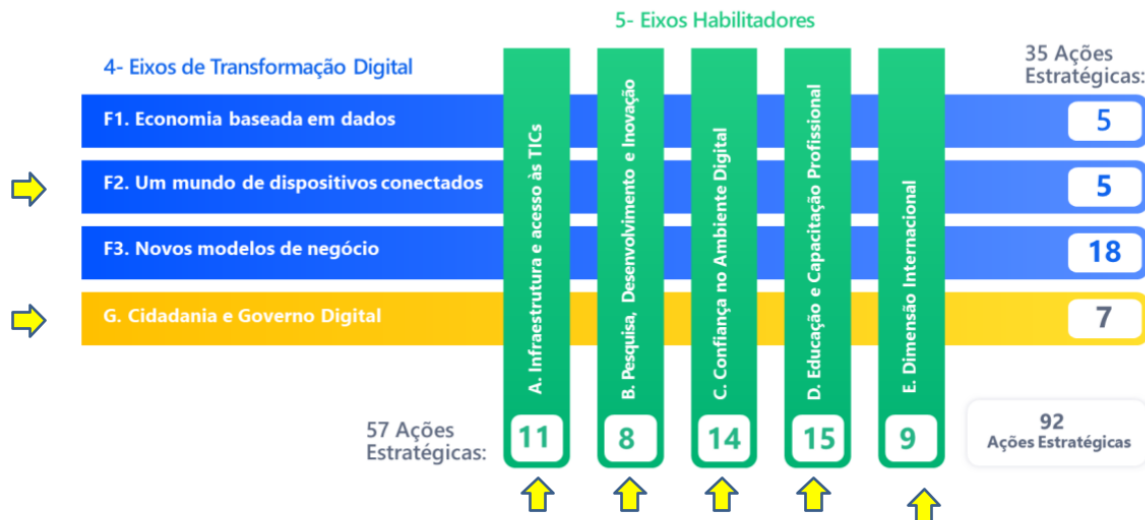 5- Eixos Habilitadores
4- Eixos de Transformação Digital
35 Ações
Estratégicas:
F1. Economia baseada em dados
5
F2. Um mundo de dispositivos conectados
5
F3. Novos modelos de negócio
18
G. Cidadania e Governo Digital
7
A. Infraestrutura e acesso às TICs
B. Pesquisa, Desenvolvimento e Inovação
C. Confiança no Ambiente Digital
D. Educação e Capacitação Profissional
E. Dimensão Internacional
57 Ações
Estratégicas:
11
8
14
15
9
92
Ações Estratégicas